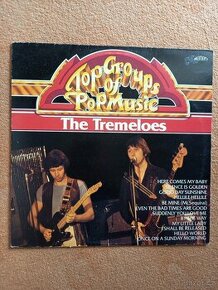 Top Groups
of
Pop Music
The Tremeloes
HERE COMES MY BABY
SILENCE IS GOLDEN
GOOD DAY SUNSHINE
HELULE HELULE
BE MINE (Mi Seguirai)
EVEN THE BAD TIMES ARE GOOD
SUDDENLY YOU LOVE ME
MY LITTLE LADY
I SHALL BE RELEASED
HELLO WORLD
ONCE ON A SUNDAY MORNING